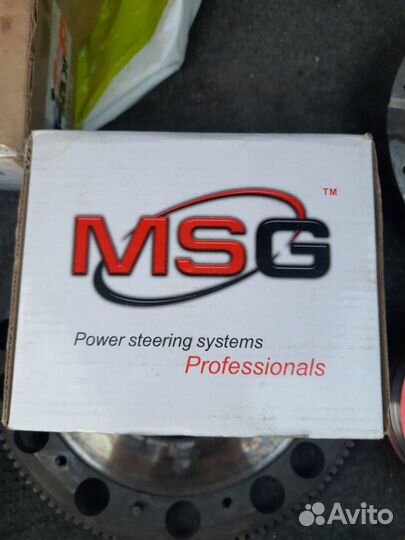 MSG
TM
Power steering systems
Professionals
Avito